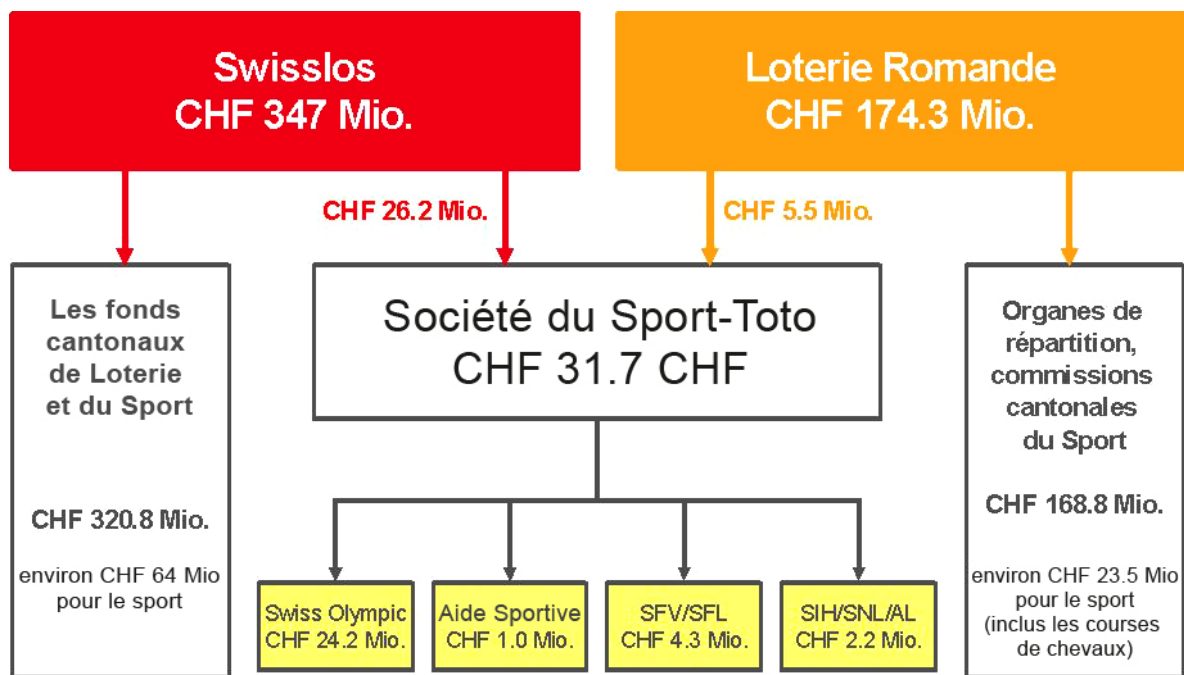 Swisslos
CHF 347 Mio.
Loterie Romande
CHF 174.3 Mio.
CHF 26.2 Mio.
CHF 5.5 Mio.
Les fonds
cantonaux
de Loterie
et du Sport
CHF 320.8 Mio.
environ CHF 64 Mio
pour le sport
Société du Sport-Toto
CHF 31.7 CHF
Organes de
répartition,
commissions
cantonales
du Sport
CHF 168.8 Mio.
environ CHF 23.5 Mio
pour le sport
(inclus les courses
de chevaux)
Swiss Olympic
CHF 24.2 Mio.
Aide Sportive
CHF 1.0 Mio.
SFV/SFL
CHF 4.3 Mio.
SIH/SNL/AL
CHF 2.2 Mio.